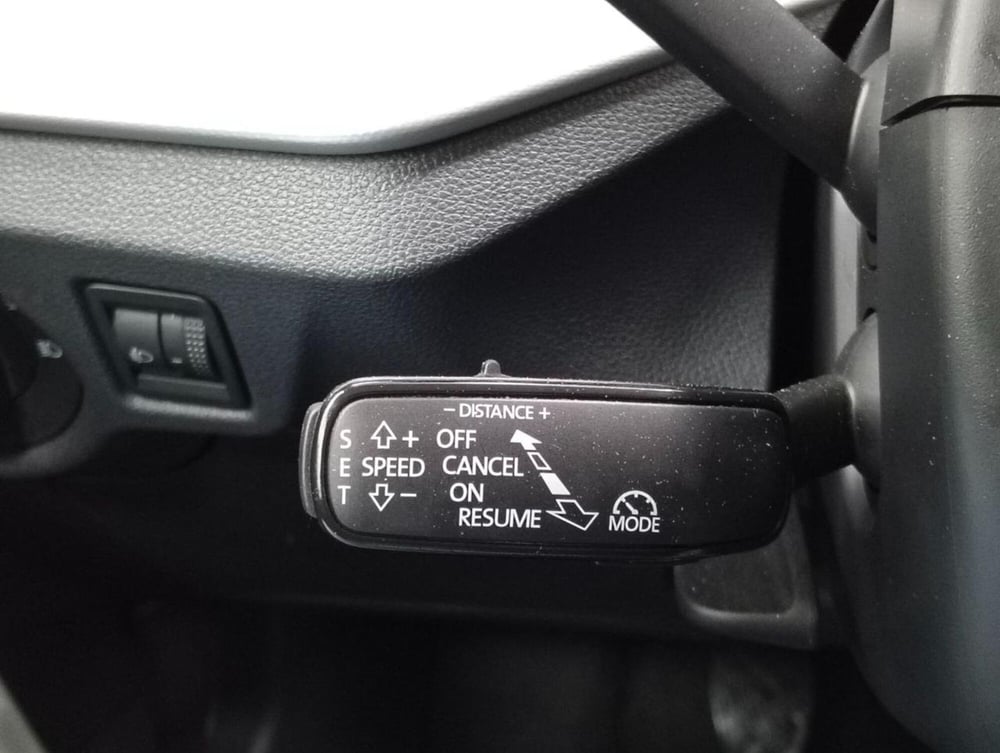 − DISTANCE +
S + OFF
E SPEED CANCEL
T − ON
RESUME
MODE